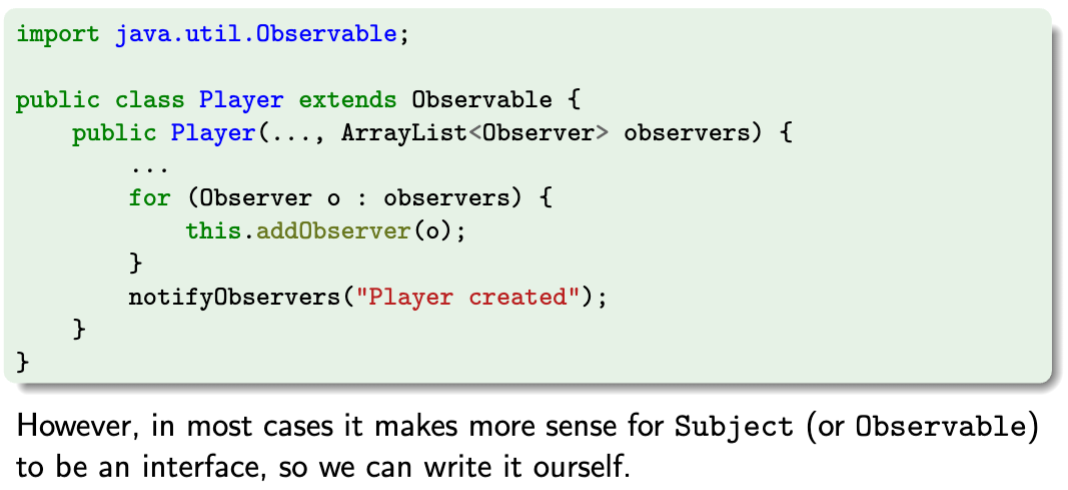 import java.util.Observable;
public class Player extends Observable {
    public Player(..., ArrayList<Observer> observers) {
        ...
        for (Observer o : observers) {
            this.addObserver(o);
        }
        notifyObservers("Player created");
    }
}
However, in most cases it makes more sense for Subject (or Observable)
to be an interface, so we can write it ourself.